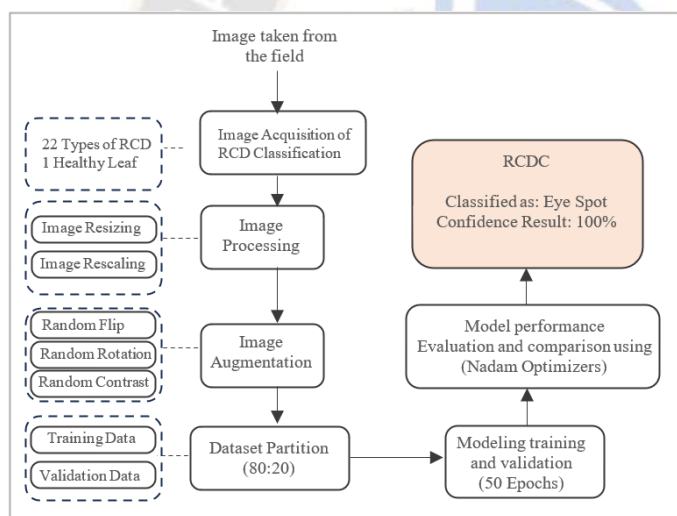 Image taken from
the field
22 Types of RCD
1 Healthy Leaf
Image Acquisition of
RCD Classification
Image Resizing
Image Rescaling
Image
Processing
Random Flip
Random Rotation
Random Contrast
Image
Augmentation
Training Data
Validation Data
Dataset Partition
(80:20)
Modeling training
and validation
(50 Epochs)
Model performance
Evaluation and comparison using
(Nadam Optimizers)
RCDC
Classified as: Eye Spot
Confidence Result: 100%